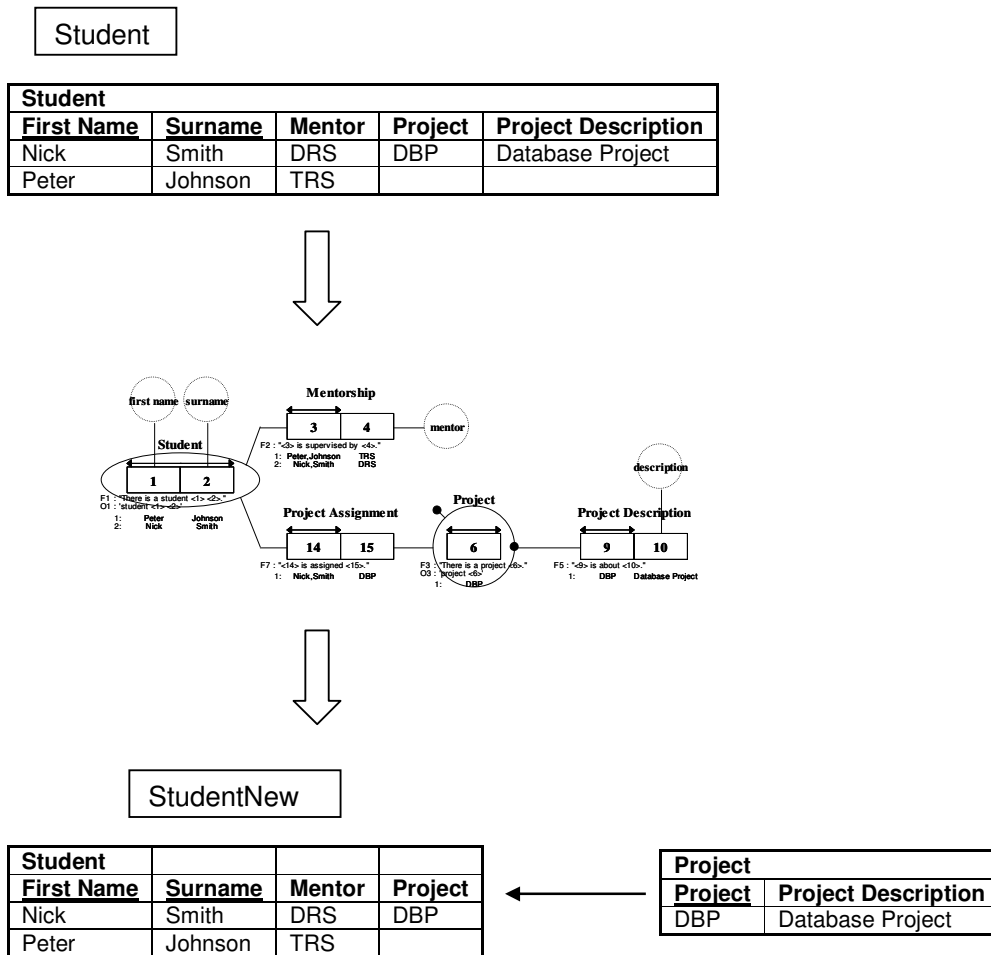 Student
Student
First Name Surname Mentor Project Project Description
Nick Smith DRS DBP Database Project
Peter Johnson TRS
first name surname
Mentorship
3 4
mentor
F2 : "<3> is supervised by <4>."
1: Peter,Johnson TRS
2: Nick,Smith DRS
Student
1 2
F1 : "There is a student <1> <2>."
O1 : 'student <1> <2>'
1: Peter Johnson
2: Nick Smith
Project Assignment
14 15
F7 : "<14> is assigned <15>."
1: Nick,Smith DBP
Project
6
F3 : "There is a project <6>."
O3 : 'project <6>'
1: DBP
description
Project Description
9 10
F5 : "<9> is about <10>."
1: DBP Database Project
StudentNew
Student
First Name Surname Mentor Project
Nick Smith DRS DBP
Peter Johnson TRS
Project
Project Project Description
DBP Database Project